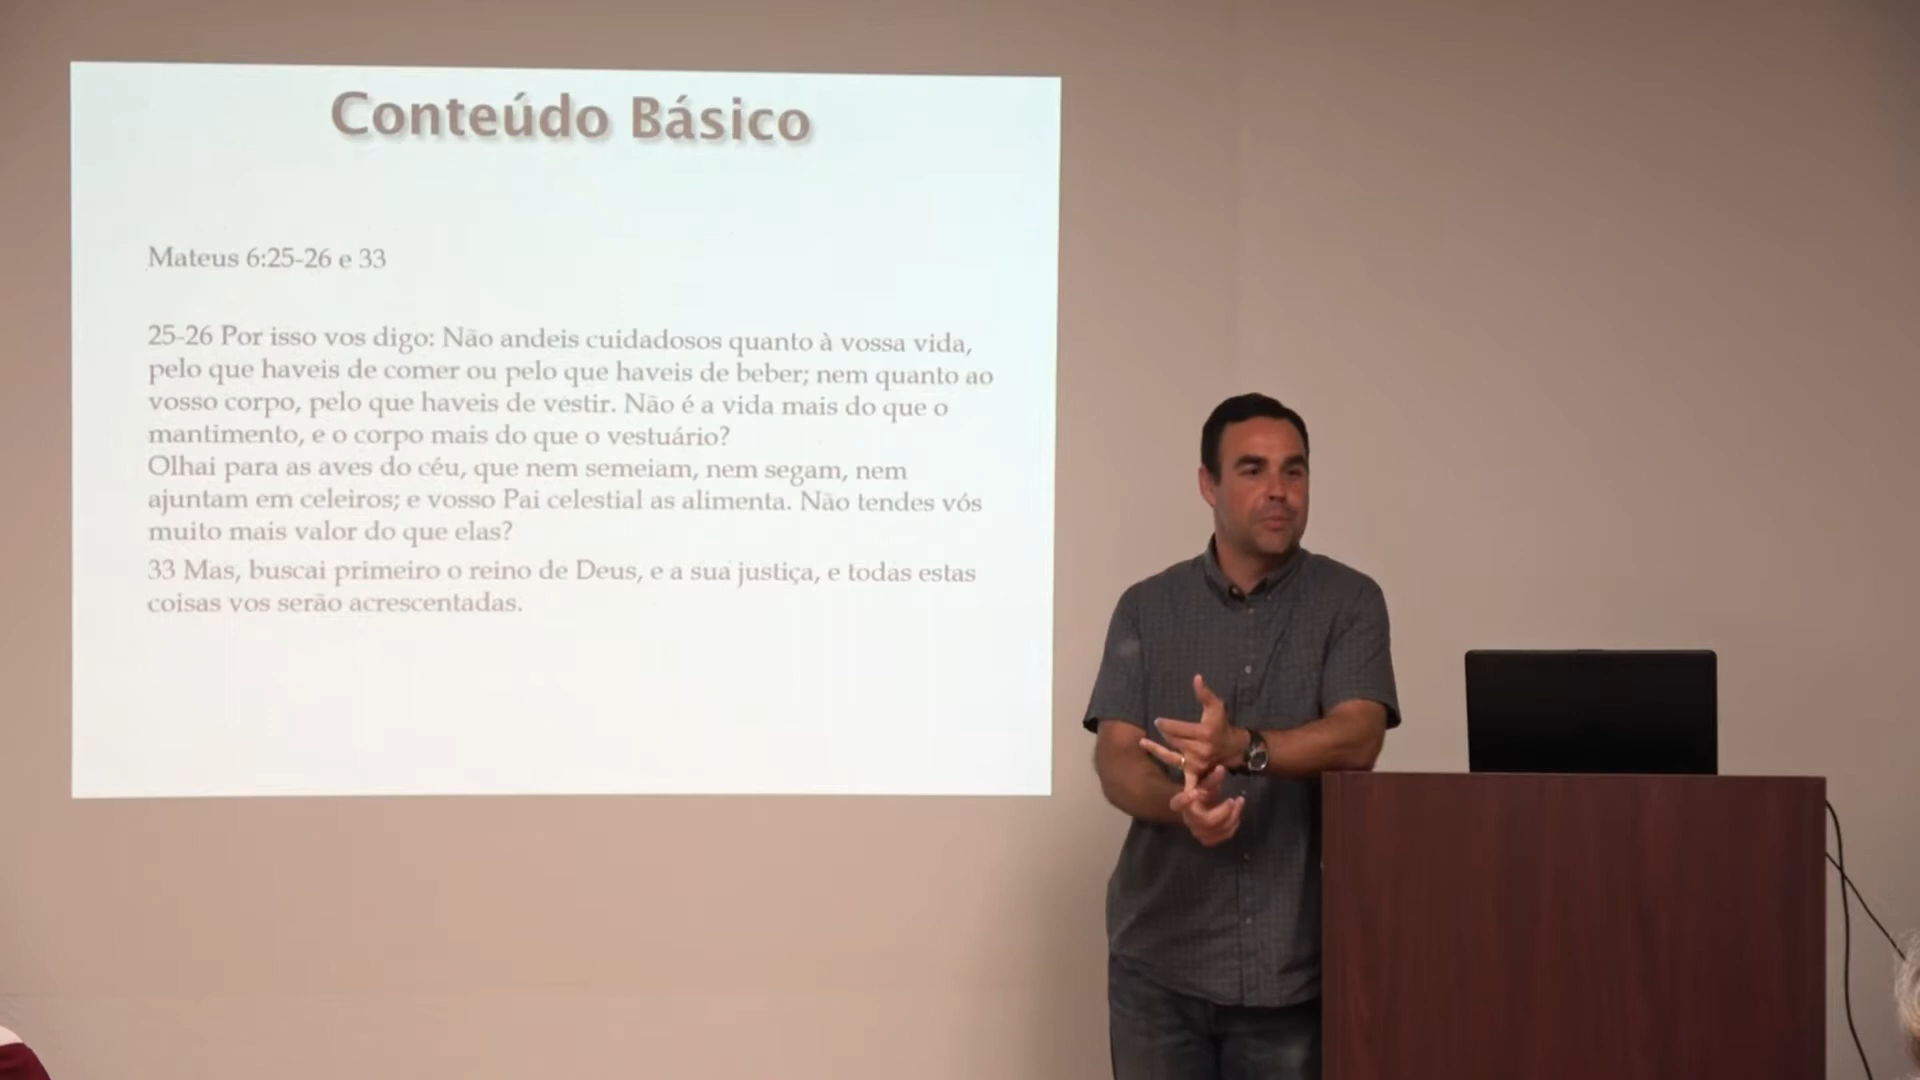 Conteúdo Básico
Mateus 6:25-26 e 33
25-26 Por isso vos digo: Não andeis cuidadosos quanto à vossa vida,
pelo que haveis de comer ou pelo que haveis de beber; nem quanto ao
vosso corpo, pelo que haveis de vestir. Não é a vida mais do que o
mantimento, e o corpo mais do que o vestuário?
Olhai para as aves do céu, que nem semeiam, nem segam, nem
ajuntam em celeiros; e vosso Pai celestial as alimenta. Não tendes vós
muito mais valor do que elas?
33 Mas, buscai primeiro o reino de Deus, e a sua justiça, e todas estas
coisas vos serão acrescentadas.